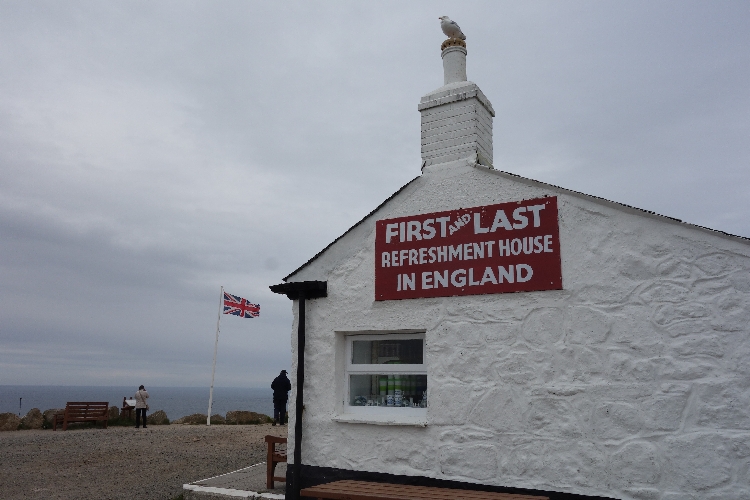 FIRST AND LAST
REFRESHMENT HOUSE
IN ENGLAND